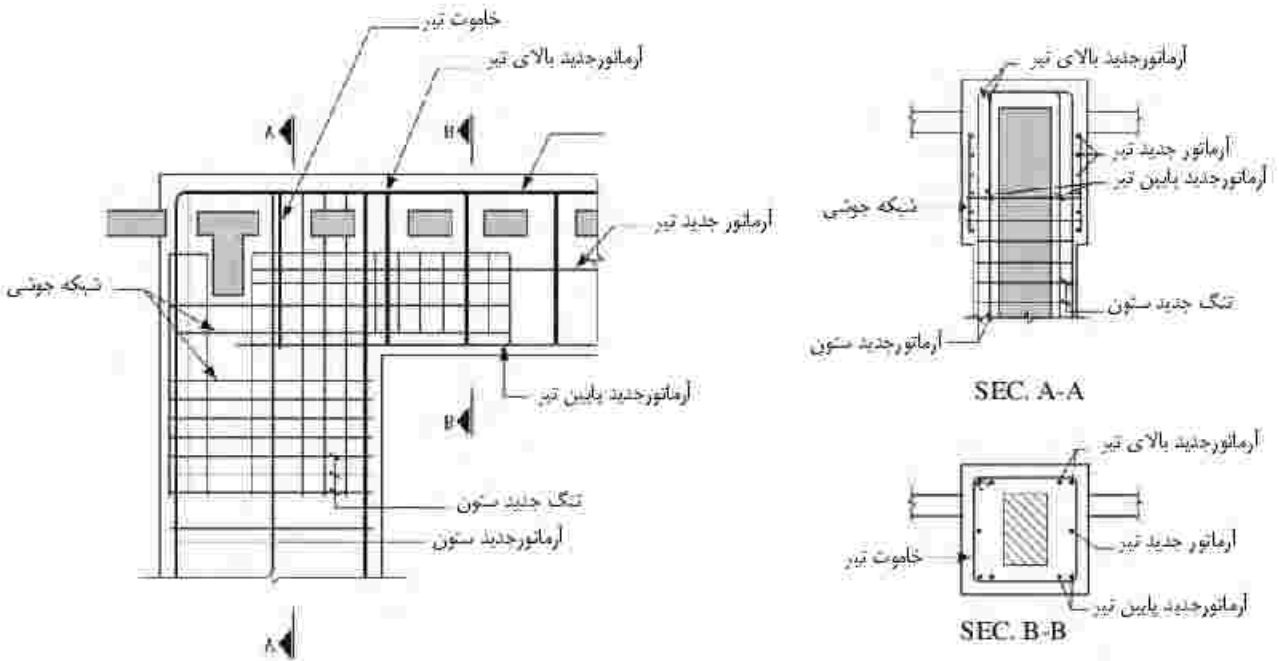 خاموت تیر
آرماتورجدید بالای تیر
A
B
آرماتور جدید تیر
شبکه جوشی
آرماتورجدید پایین تیر
B
تنگ جدید ستون
آرماتورجدید ستون
A
آرماتورجدید بالای تیر
آرماتور جدید تیر
آرماتورجدید پایین تیر
شبکه جوشی
تنگ جدید ستون
آرماتورجدید ستون
SEC. A-A
آرماتورجدید بالای تیر
آرماتور جدید تیر
خاموت تیر
آرماتورجدید پایین تیر
SEC. B-B